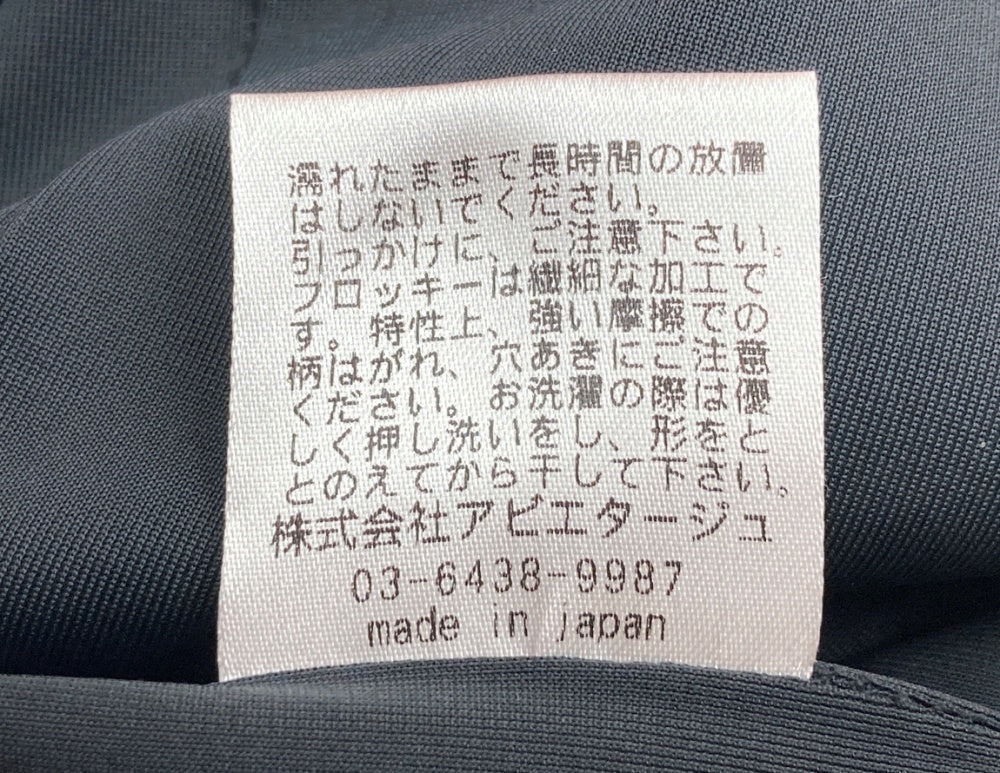 濡れたままで長時間の放置
はしないでください。
引っかけに、ご注意下さい。
フロッキーは、繊細な加工で
す。特性上、強い摩擦での
柄はがれ、穴あきにご注意
ください。お洗濯の際は優
しく押し洗いをし、形をと
とのえてから干して下さい。
株式会社アビエタージュ
03-6438-9987
made in japan